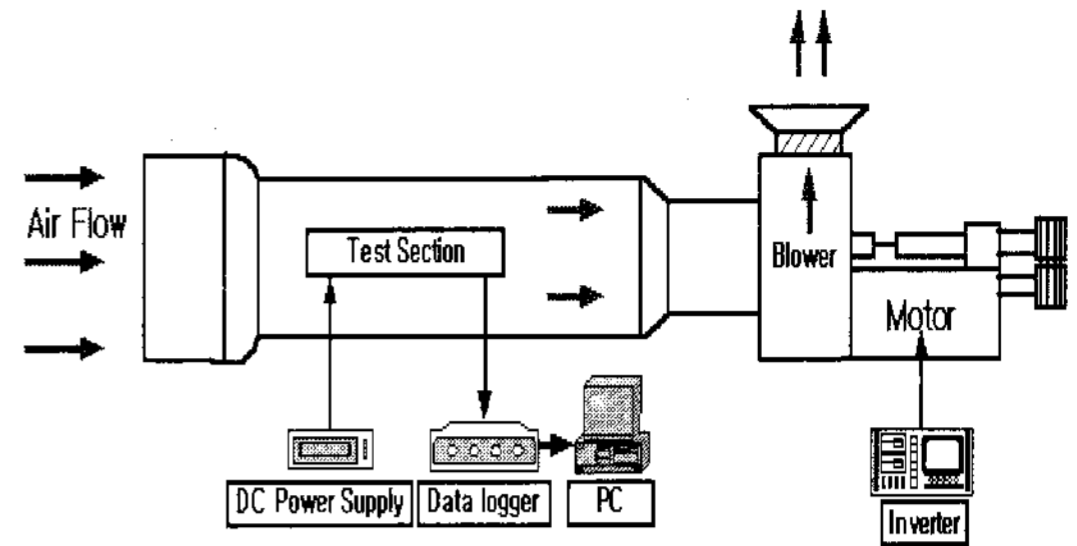 Air Flow
Test Section
Blower
Motor
DC Power Supply
Data logger
PC
Inverter